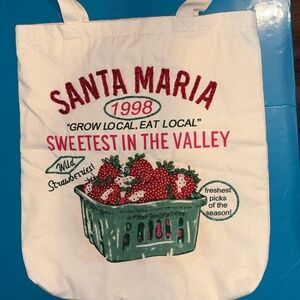 SANTA MARIA
1998
"GROW LOCAL, EAT LOCAL"
SWEETEST IN THE VALLEY
Wild
Strawberries!
freshest
picks
of the
season!